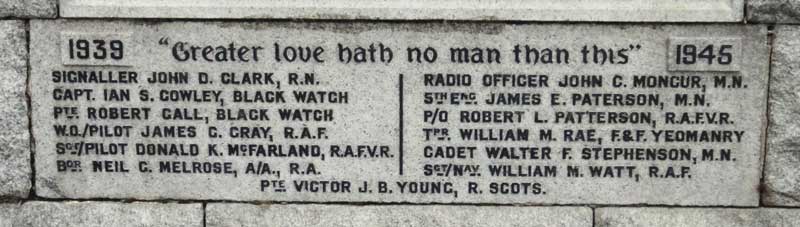 1939 "Greater love hath no man than this" 1945
SIGNALLER JOHN D. CLARK, R.N.
CAPT. IAN S. COWLEY, BLACK WATCH
PTE. ROBERT GALL, BLACK WATCH
W.O./PILOT JAMES G. GRAY, R.A.F.
SGT/PILOT DONALD K. McFARLAND, R.A.F.V.R.
BDR NEIL C. MELROSE, A/A., R.A.
RADIO OFFICER JOHN C. MONCUR, M.N.
5TH ENG. JAMES E. PATERSON, M.N.
P/O ROBERT L. PATTERSON, R.A.F.V.R.
TPR. WILLIAM M. RAE, F.&F. YEOMANRY
CADET WALTER F. STEPHENSON, M.N.
SGT/NAV. WILLIAM M. WATT, R.A.F.
PTE VICTOR J. B. YOUNG, R. SCOTS.